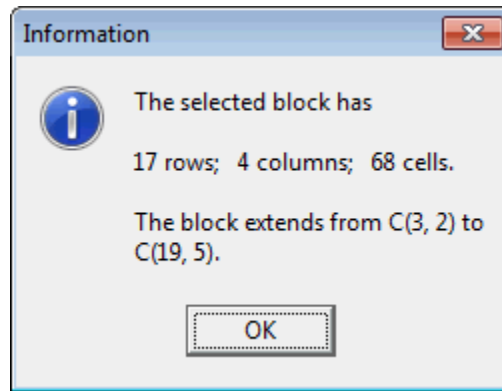 Information
The selected block has
17 rows;  4 columns;  68 cells.
The block extends from C(3, 2) to
C(19, 5).
OK